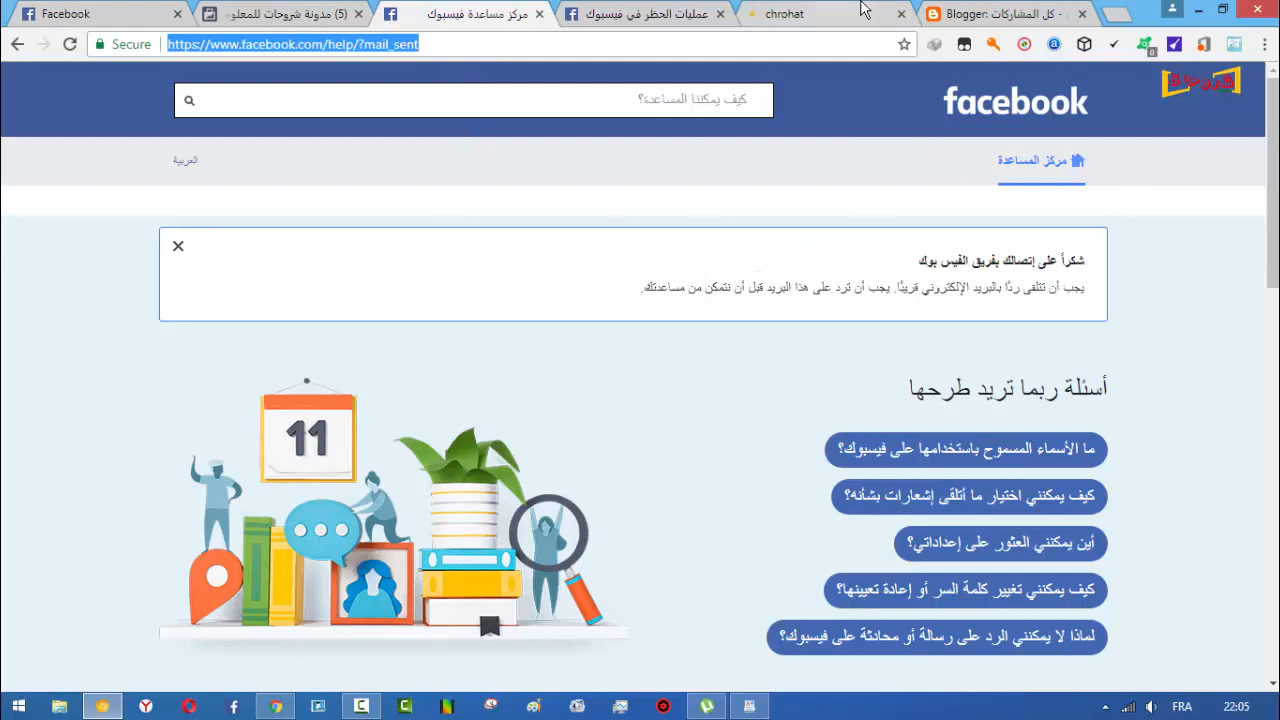 Facebook
(5) مدونة شروحات للمعلو
مركز مساعدة فيسبوك
عمليات الحظر في فيسبوك
chrohat
Blogger: كل المشاركات -
Secure
https://www.facebook.com/help/?mail_sent
كيف يمكننا المساعدة؟
facebook
العربية
مركز المساعدة
شكراً على إتصالك بفريق الفيس بوك
يجب أن تتلقى ردًا بالبريد الإلكتروني قريبًا. يجب أن ترد على هذا البريد قبل أن نتمكن من مساعدتك.
أسئلة ربما تريد طرحها
11
ما الأسماء المسموح باستخدامها على فيسبوك؟
كيف يمكنني اختيار ما أتلقى إشعارات بشأنه؟
أين يمكنني العثور على إعداداتي؟
كيف يمكنني تغيير كلمة السر أو إعادة تعيينها؟
لماذا لا يمكنني الرد على رسالة أو محادثة على فيسبوك؟
FRA
22:05